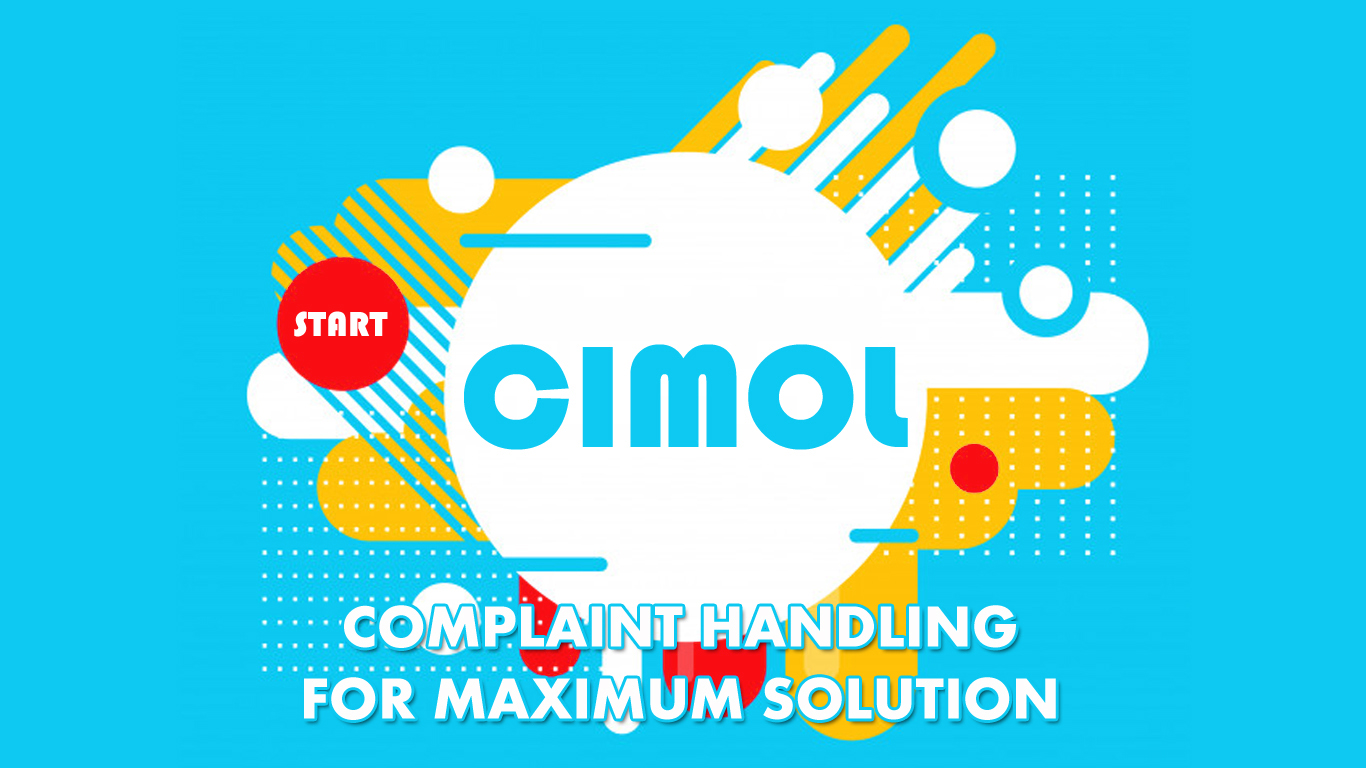 START
CIMOL
COMPLAINT HANDLING
FOR MAXIMUM SOLUTION